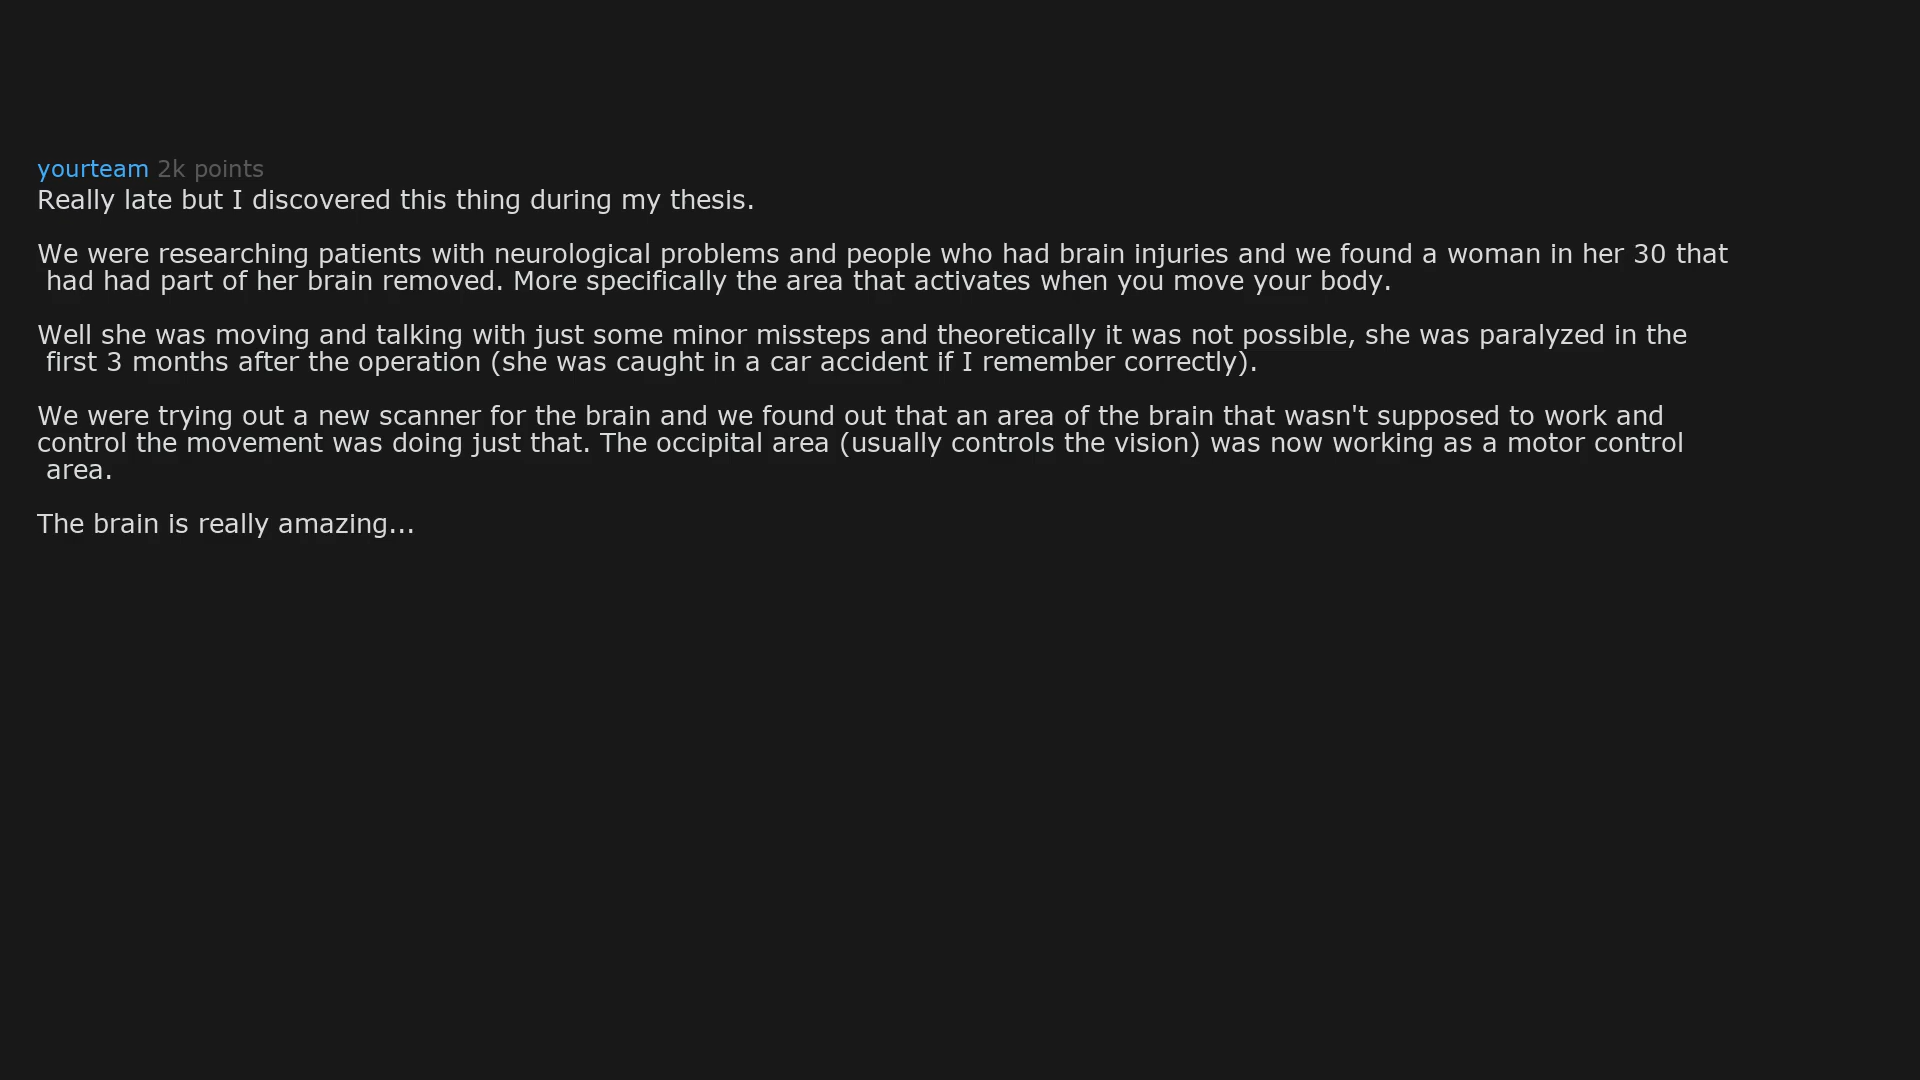 yourteam 2k points
Really late but I discovered this thing during my thesis.
We were researching patients with neurological problems and people who had brain injuries and we found a woman in her 30 that
had had part of her brain removed. More specifically the area that activates when you move your body.
Well she was moving and talking with just some minor missteps and theoretically it was not possible, she was paralyzed in the
first 3 months after the operation (she was caught in a car accident if I remember correctly).
We were trying out a new scanner for the brain and we found out that an area of the brain that wasn't supposed to work and
control the movement was doing just that. The occipital area (usually controls the vision) was now working as a motor control
area.
The brain is really amazing...